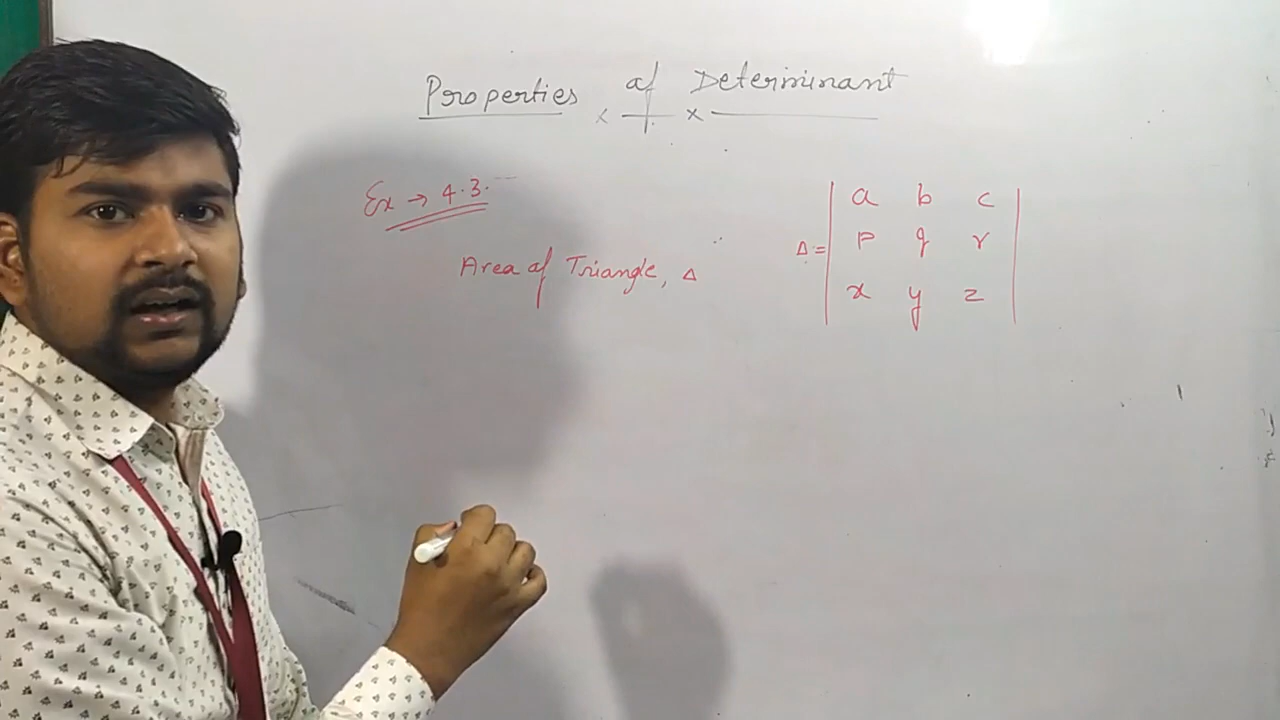 Properties of Determinant
Ex → 4.3.
Area of Triangle, Δ
Δ = | a b c |
| p q r |
| x y z |